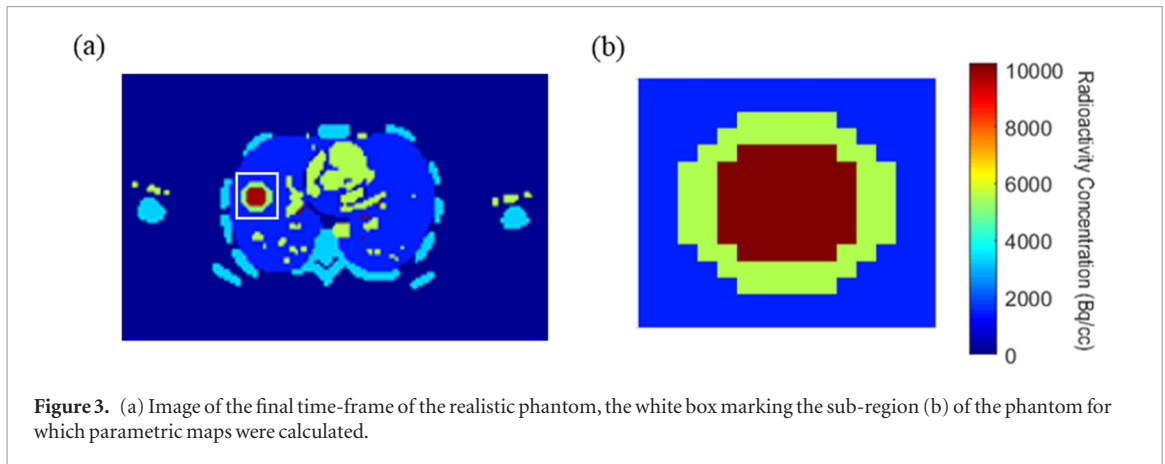 (a)
(b)
10000
8000
6000
4000
2000
0
Radioactivity Concentration (Bq/cc)
Figure 3. (a) Image of the final time-frame of the realistic phantom, the white box marking the sub-region (b) of the phantom for
which parametric maps were calculated.